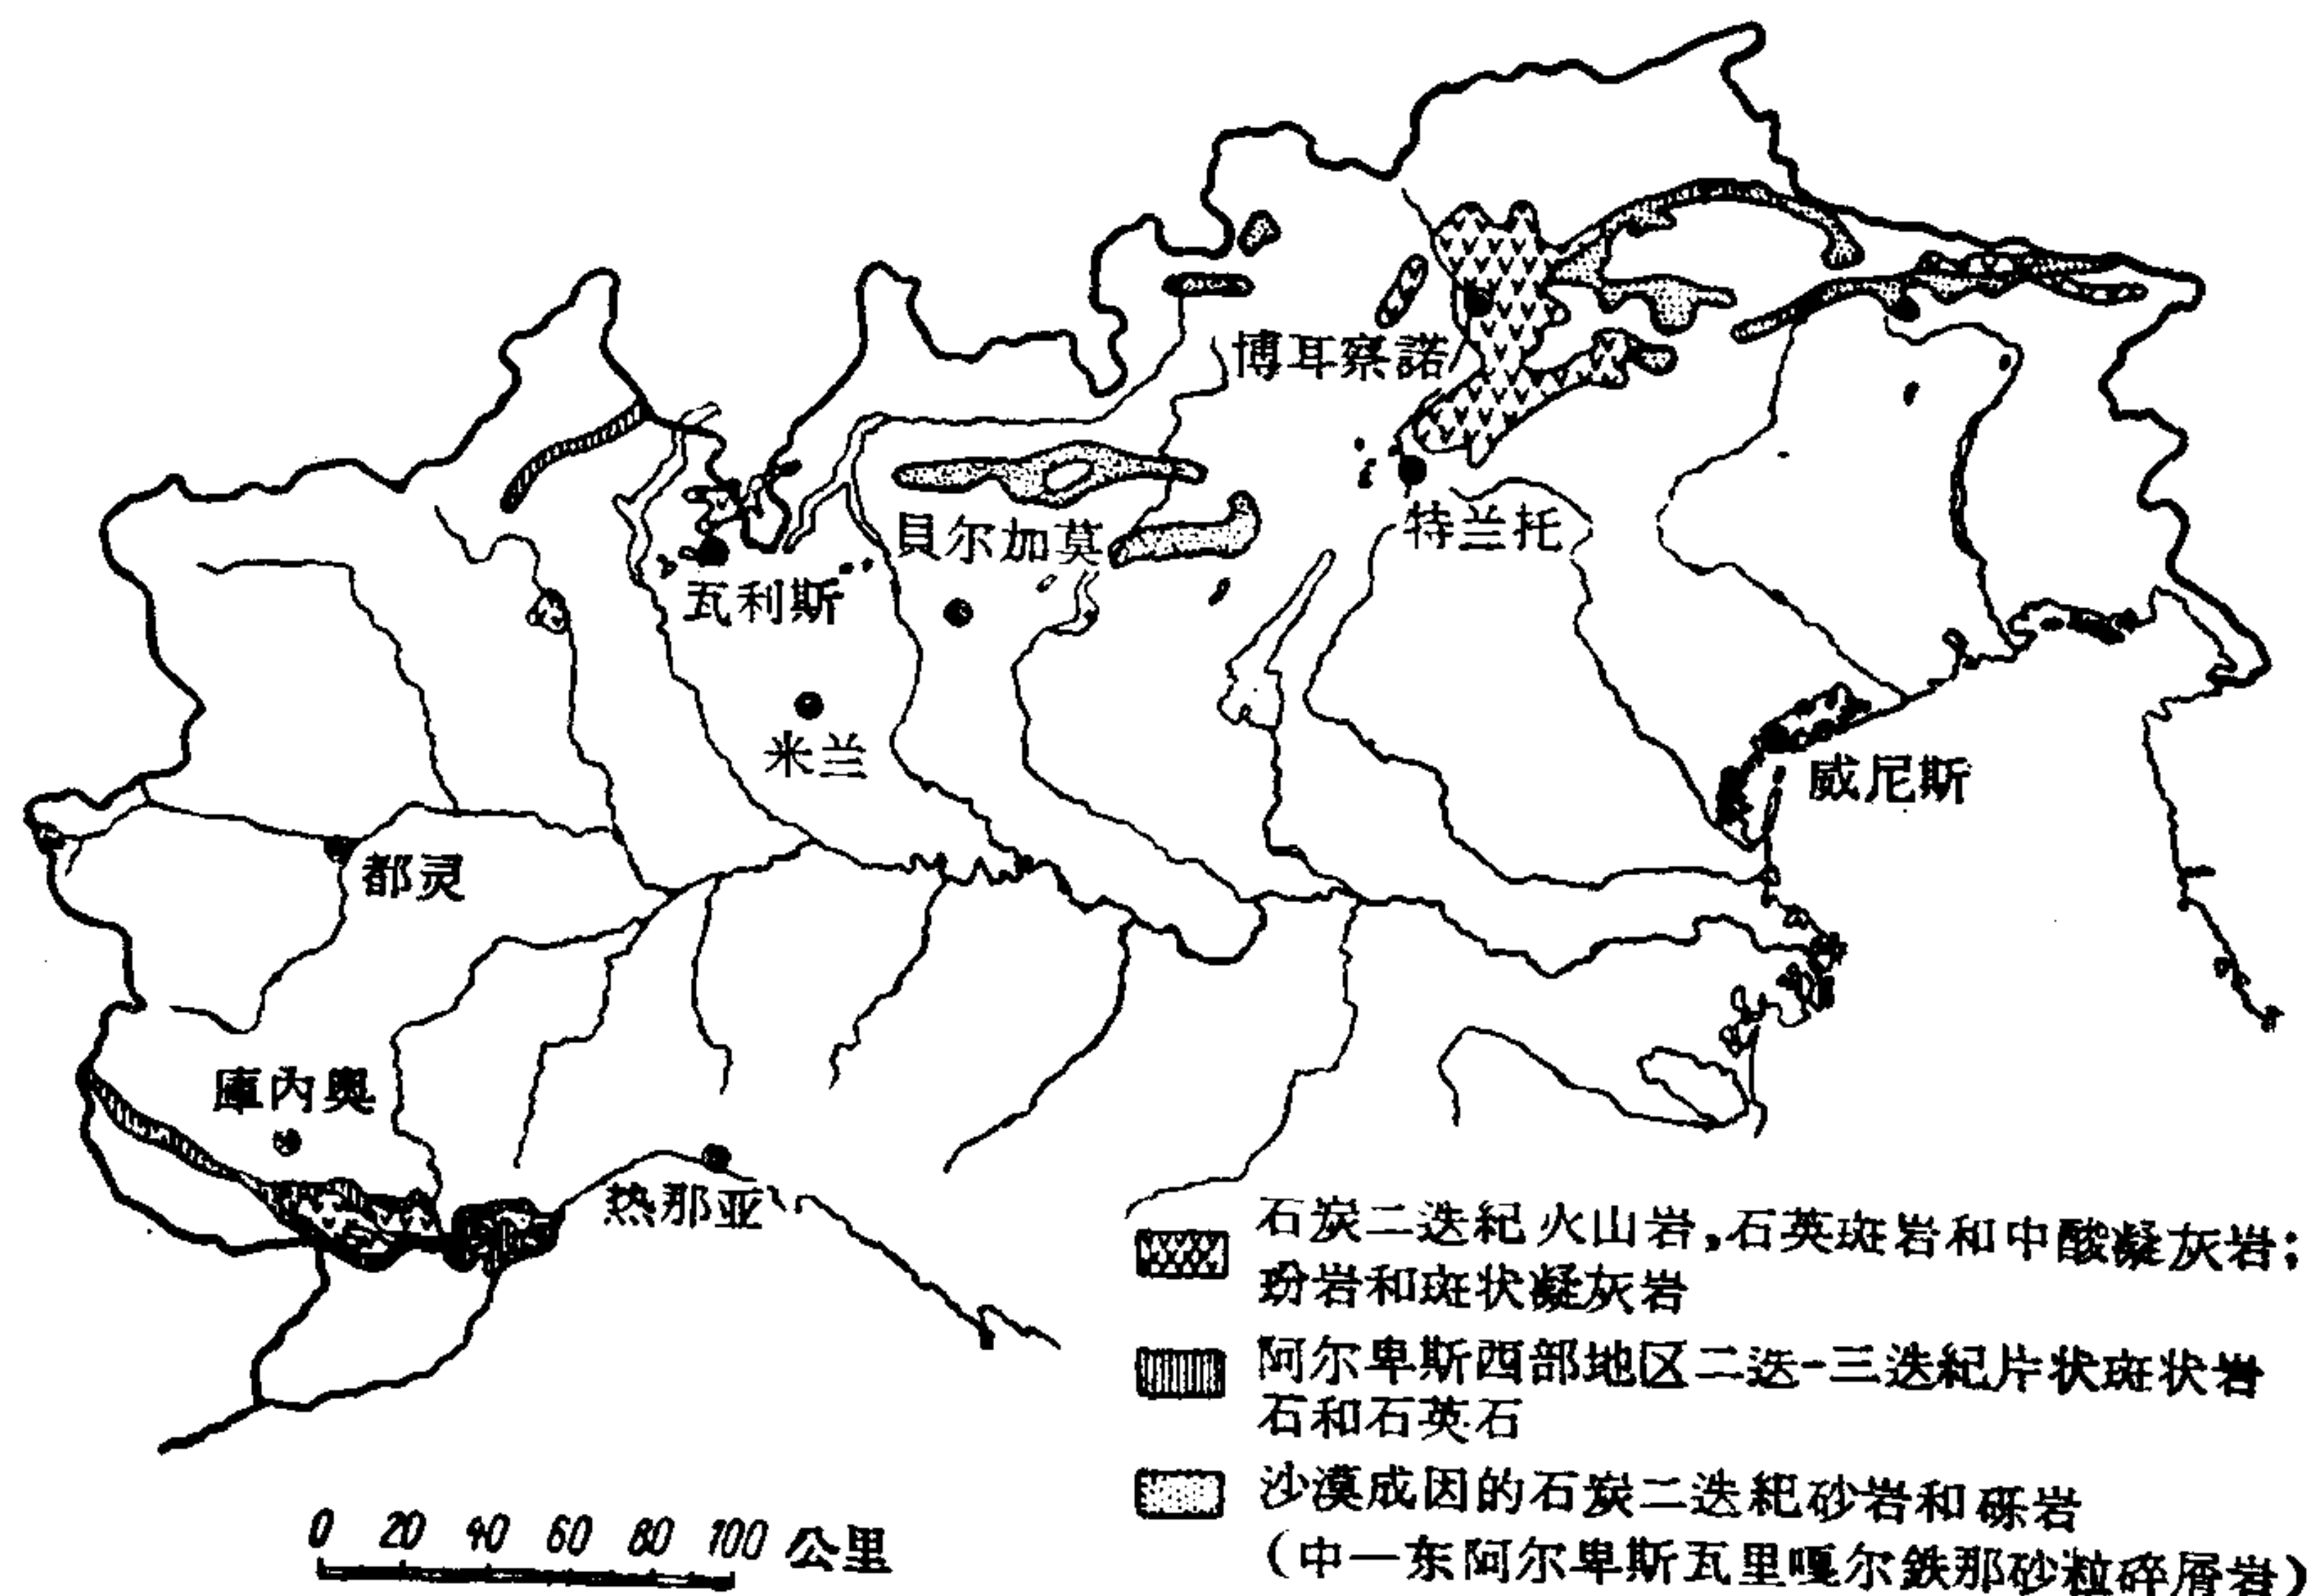 博耳察諾
貝尔加莫
特兰托
瓦利斯
米兰
威尼斯
都灵
庫內奥
热那亚
石炭二迭紀火山岩,石英斑岩和中酸凝灰岩;
玢岩和斑状凝灰岩
阿尔卑斯西部地区二迭-三迭紀片状斑状岩
石和石英石
沙漠成因的石炭二迭紀砂岩和砾岩
(中—东阿尔卑斯瓦里嘎尔鉄那砂粒碎屑岩)
0 20 40 60 80 100 公里